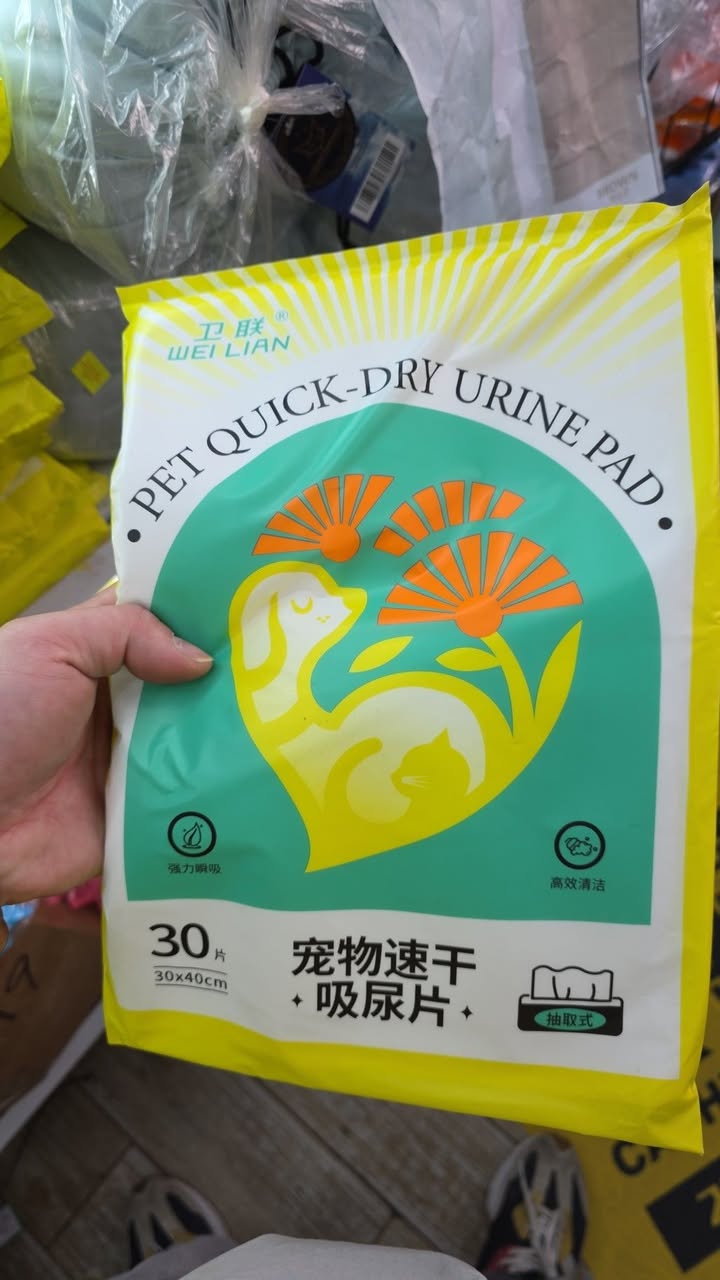 卫联®
WEI LIAN
• PET QUICK-DRY URINE PAD •
强力瞬吸
高效清洁
30片
30x40cm
宠物速干
吸尿片
抽取式